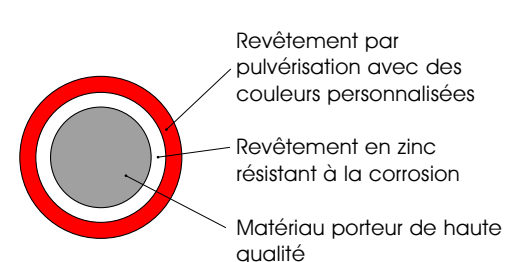 Revêtement par
pulvérisation avec des
couleurs personnalisées
Revêtement en zinc
résistant à la corrosion
Matériau porteur de haute
qualité